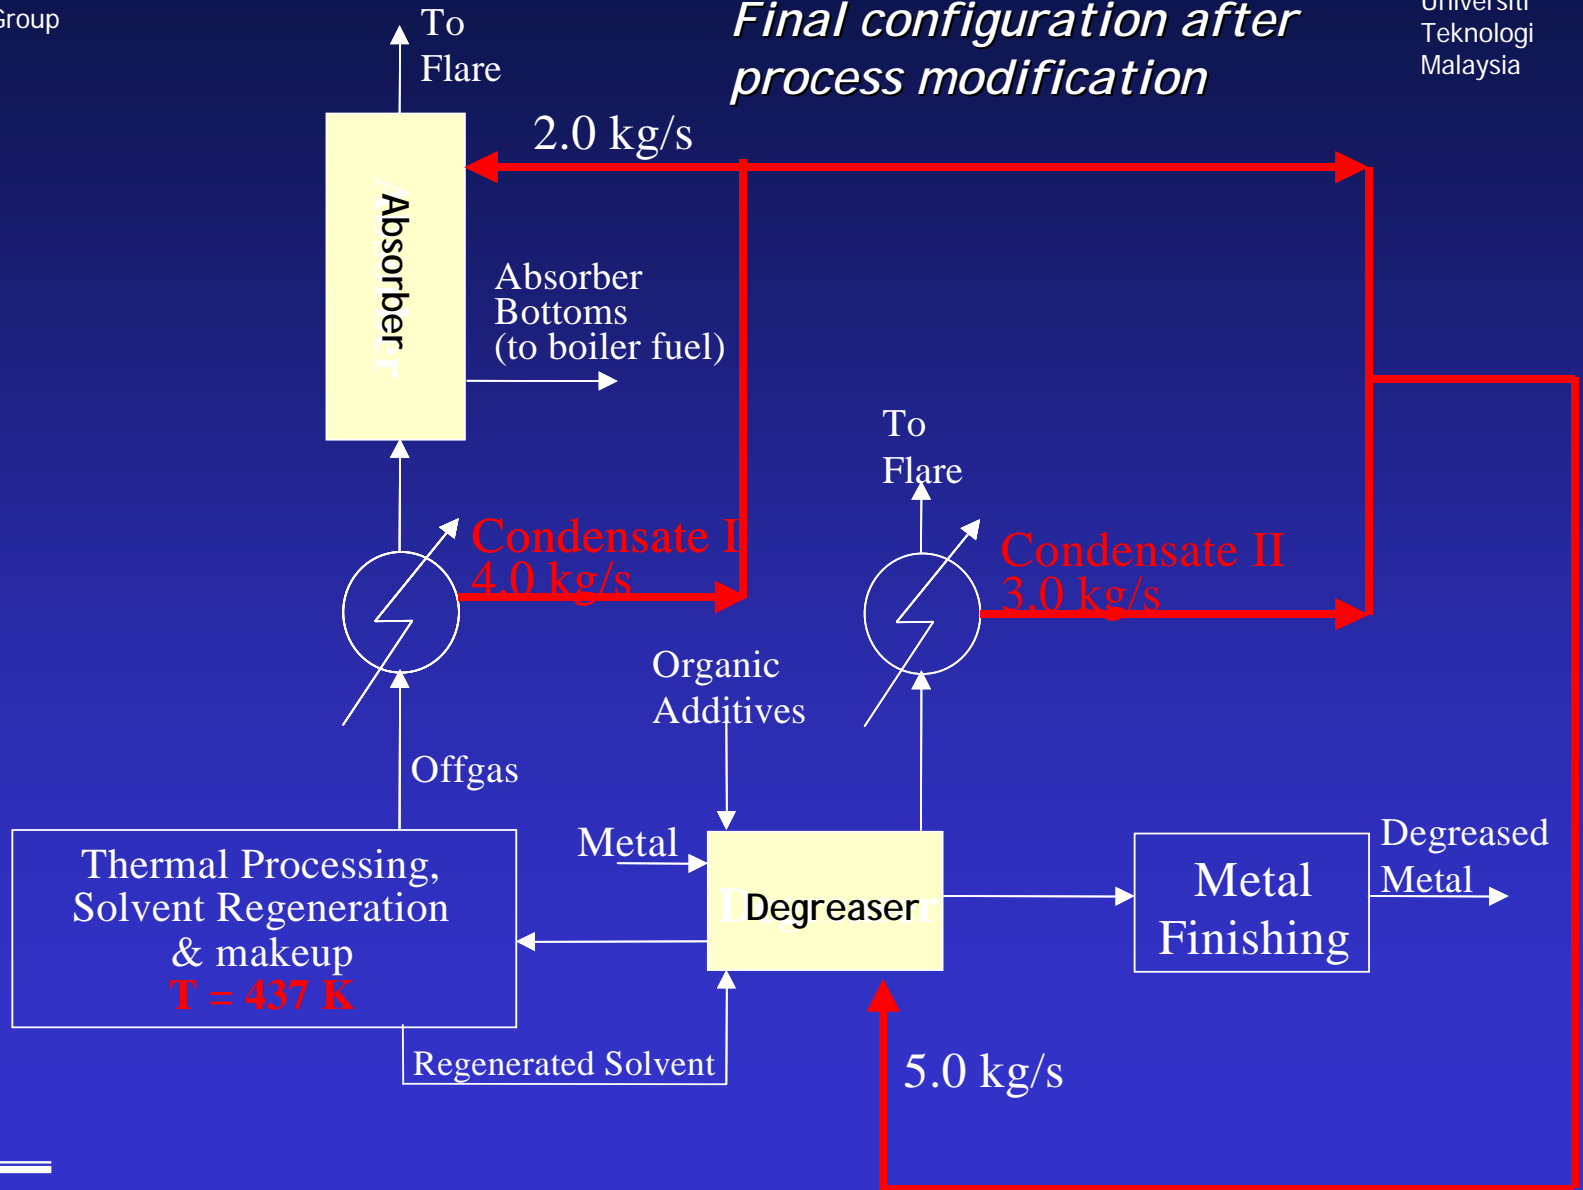 Group
Final configuration after
process modification
Universiti
Teknologi
Malaysia
To
Flare
2.0 kg/s
Absorber
Absorber
Bottoms
(to boiler fuel)
To
Flare
Condensate I
4.0 kg/s
Condensate II
3.0 kg/s
Organic
Additives
Offgas
Metal
Thermal Processing,
Solvent Regeneration
& makeup
T = 437 K
Degreaser
Metal
Finishing
Degreased
Metal
Regenerated Solvent
5.0 kg/s